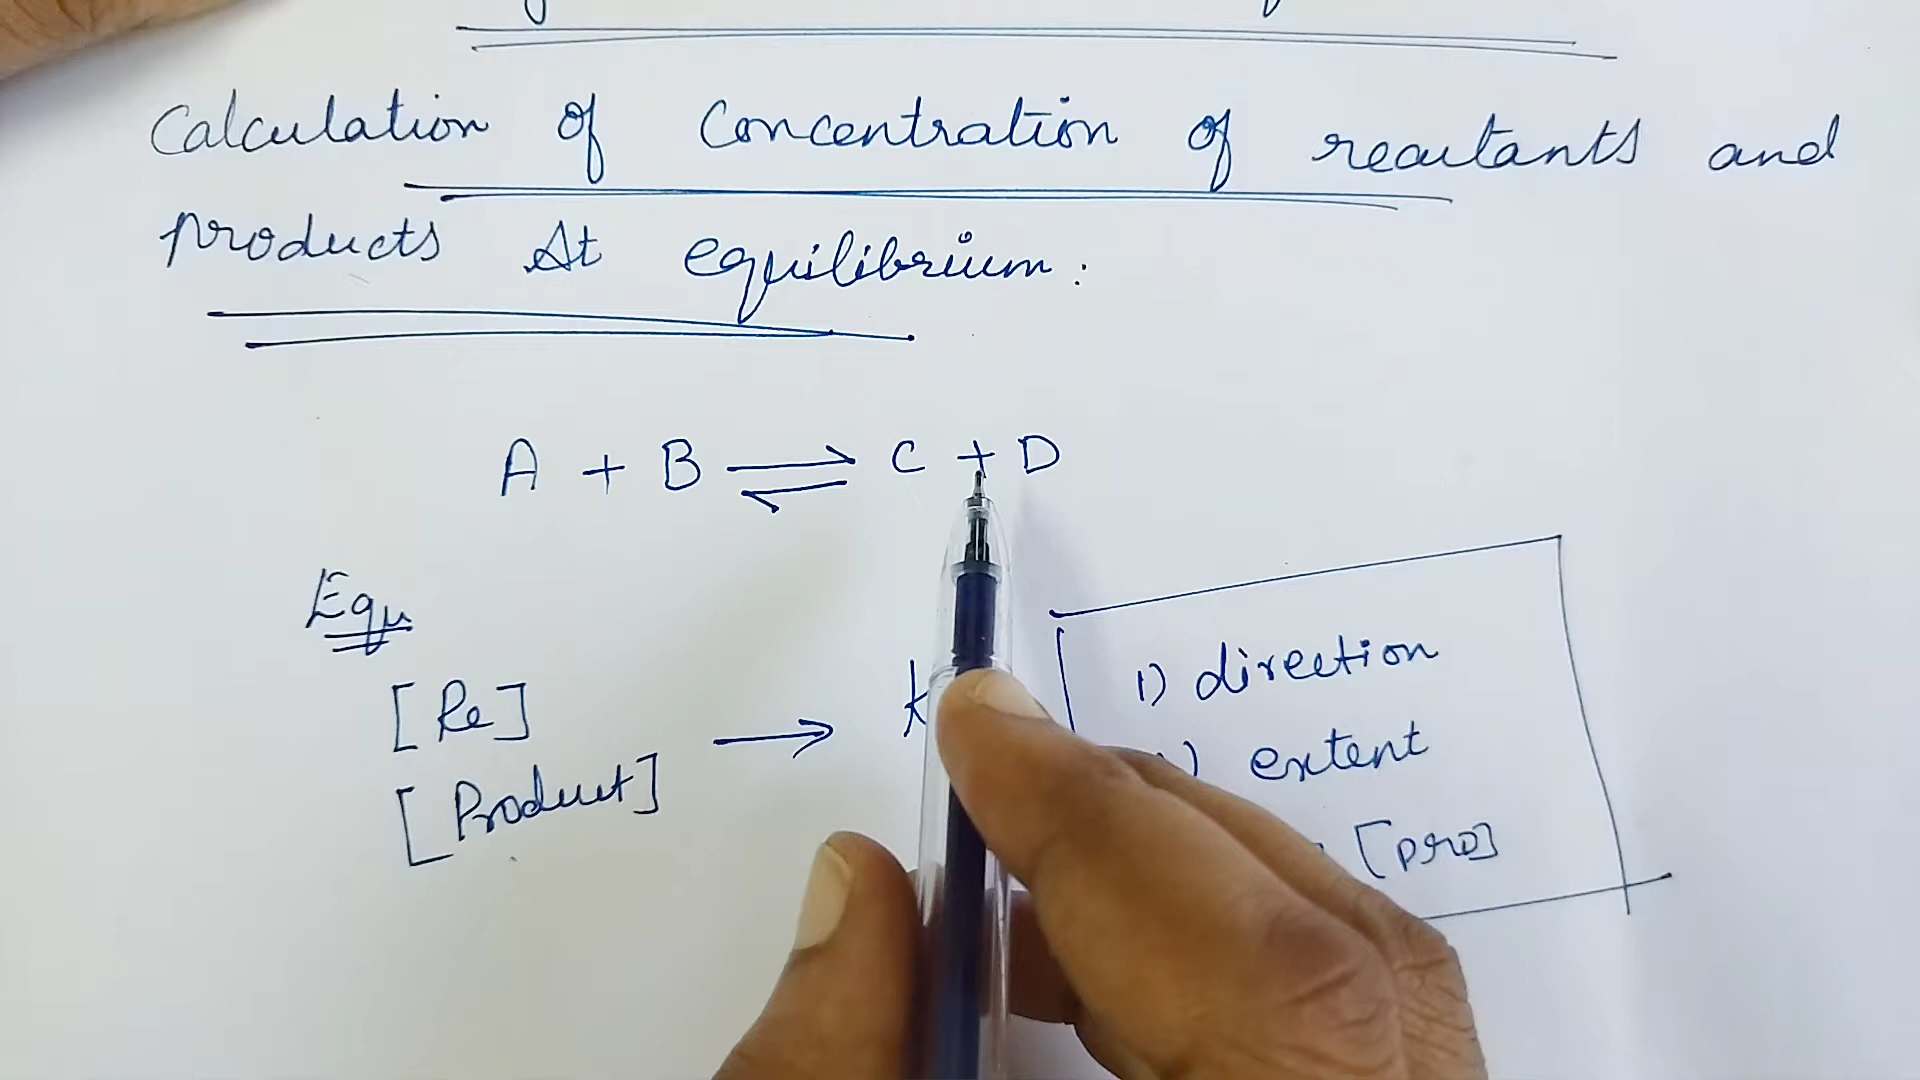 Calculation of Concentration of reactants and
products At equilibrium:
A + B ⇌ C + D
Equ
[Re]
[Product] → K
1) direction
) extent
[pro]